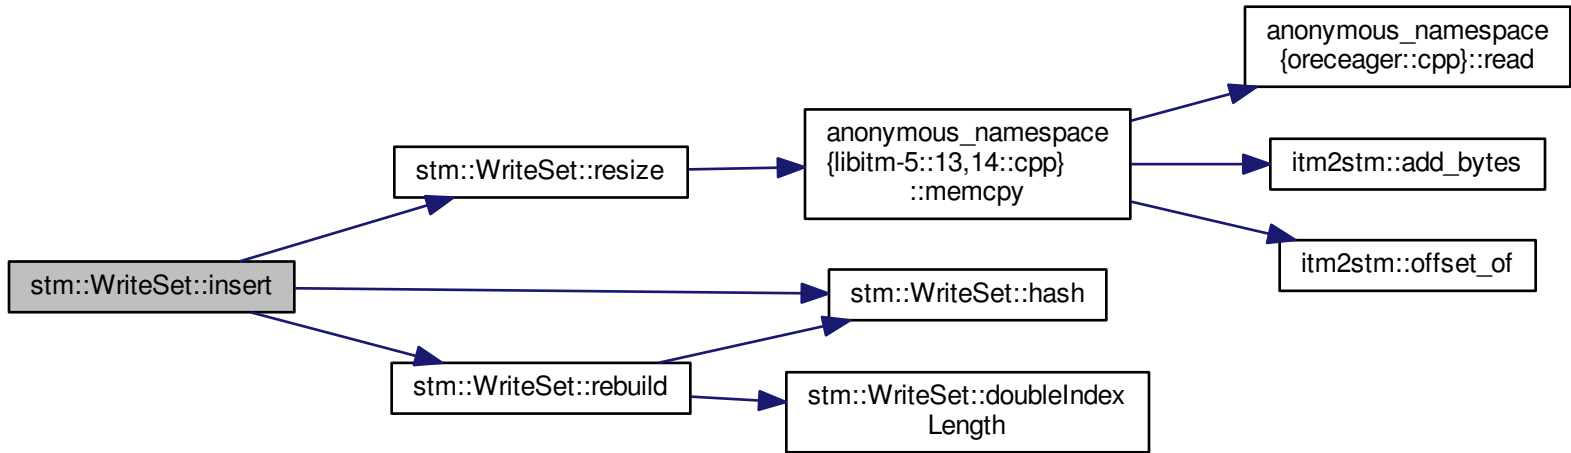 anonymous_namespace
{oreceager::cpp}::read
anonymous_namespace
{libitm-5::13,14::cpp}
::memcpy
stm::WriteSet::resize
itm2stm::add_bytes
itm2stm::offset_of
stm::WriteSet::insert
stm::WriteSet::hash
stm::WriteSet::rebuild
stm::WriteSet::doubleIndex
Length